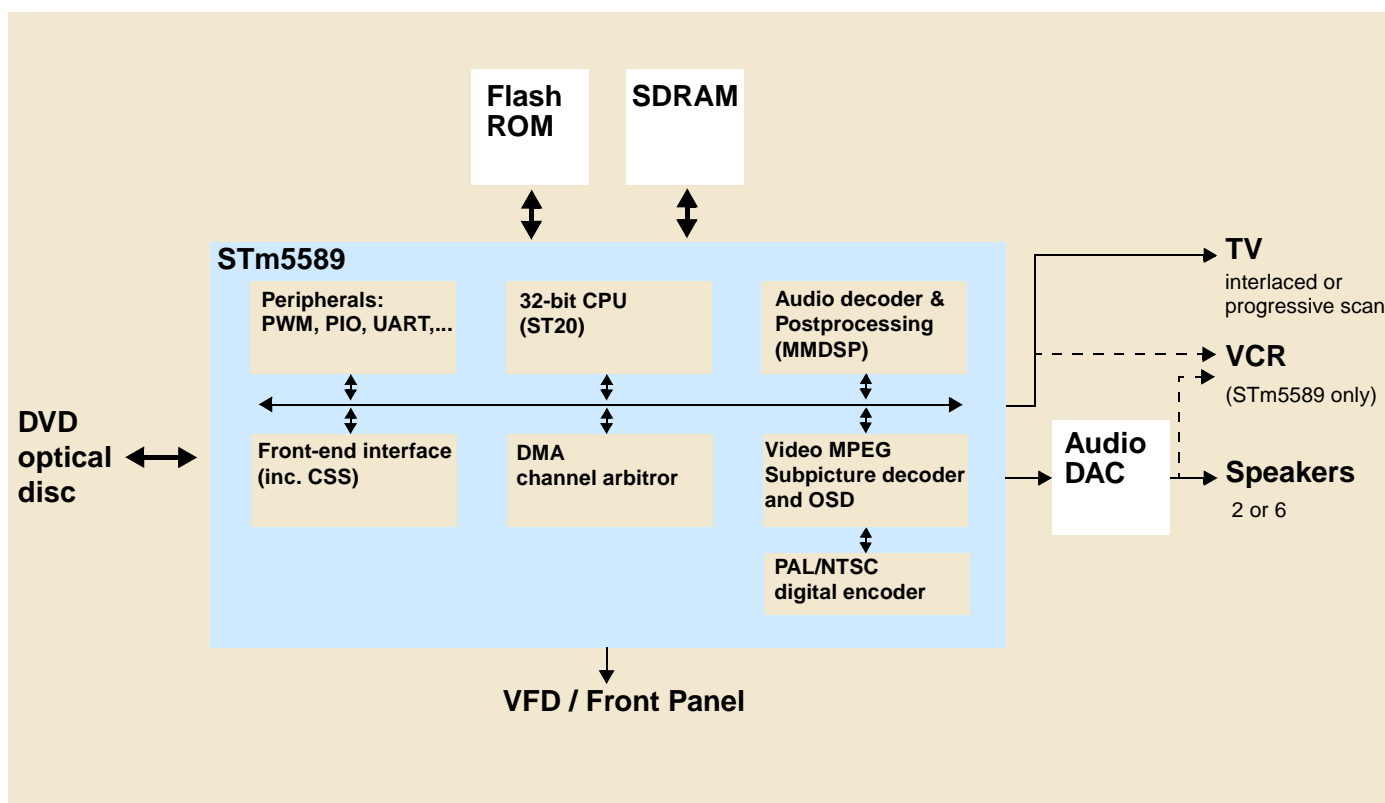 Flash
ROM
SDRAM
STm5589
Peripherals:
PWM, PIO, UART,...
32-bit CPU
(ST20)
Audio decoder &
Postprocessing
(MMDSP)
TV
interlaced or
progressive scan
VCR
(STm5589 only)
DVD
optical
disc
Front-end interface
(inc. CSS)
DMA
channel arbitror
Video MPEG
Subpicture decoder
and OSD
Audio
DAC
Speakers
2 or 6
PAL/NTSC
digital encoder
VFD / Front Panel